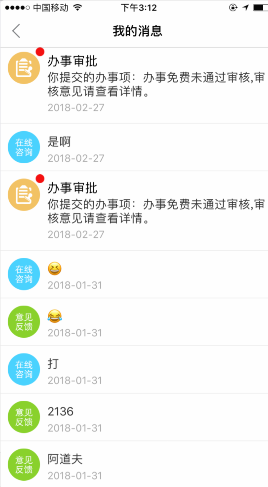 中国移动 下午3:12
我的消息
办事审批
你提交的办事项：办事免费未通过审核,审
核意见请查看详情。
2018-02-27
在线
咨询
是啊
2018-02-27
办事审批
你提交的办事项：办事免费未通过审核,审
核意见请查看详情。
2018-02-27
在线
咨询
😆
2018-01-31
意见
反馈
😂
2018-01-31
在线
咨询
打
2018-01-31
意见
反馈
2136
2018-01-31
意见
反馈
阿道夫
2018-01-31